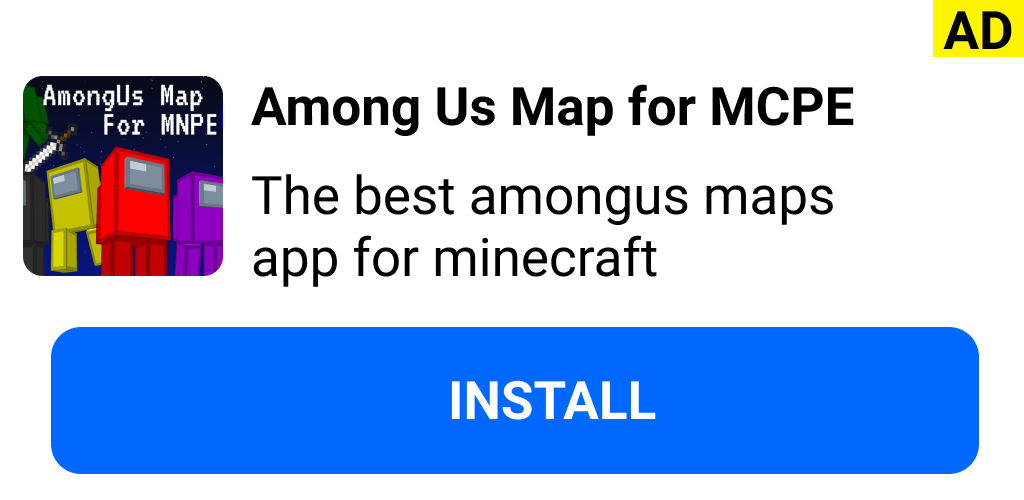 AD
AmongUs Map
For MNPE
Among Us Map for MCPE
The best amongus maps
app for minecraft
INSTALL